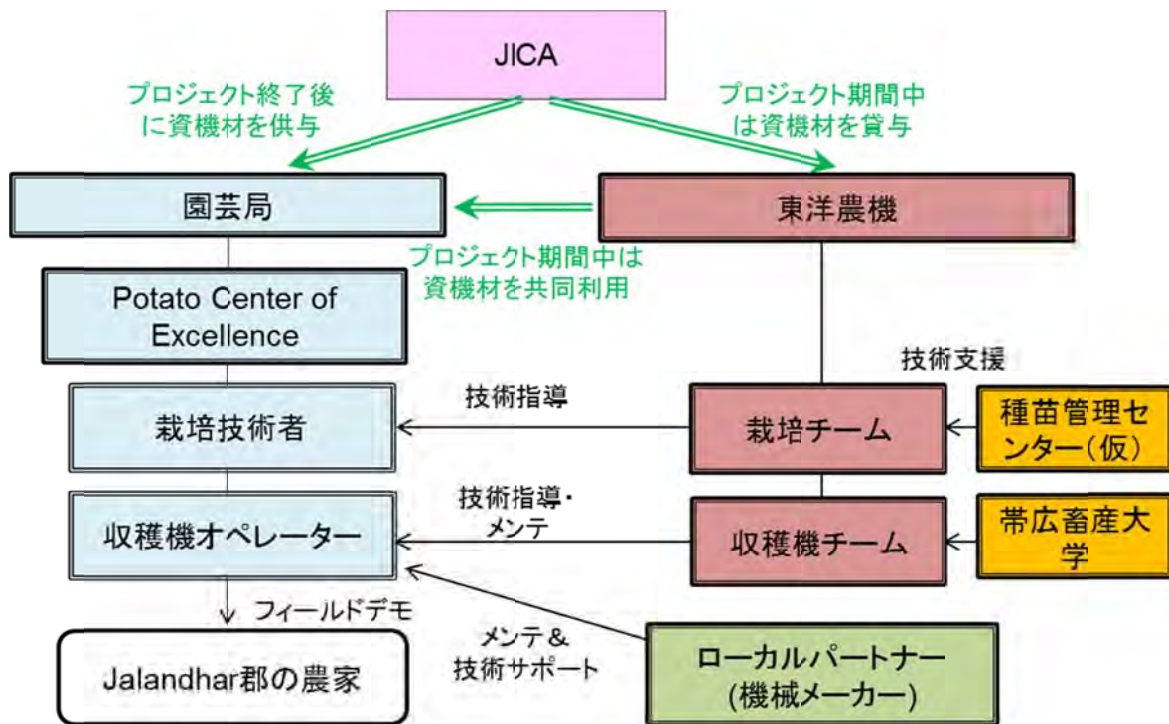 JICA
プロジェクト終了後
に資機材を供与
プロジェクト期間中
は資機材を貸与
園芸局
東洋農機
プロジェクト期間中は
資機材を共同利用
Potato Center of
Excellence
技術支援
栽培技術者
技術指導
栽培チーム
種苗管理セ
ンター(仮)
収穫機オペレーター
技術指導・
メンテ
収穫機チーム
帯広畜産大
学
フィールドデモ
Jalandhar郡の農家
メンテ&
技術サポート
ローカルパートナー
(機械メーカー)